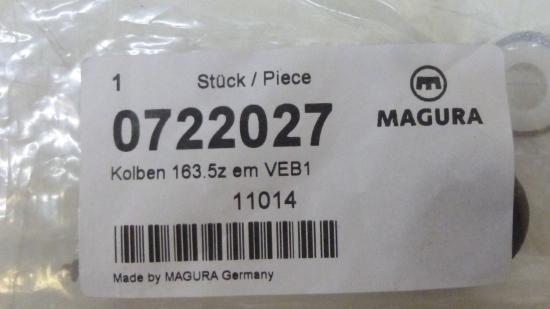 1 Stück / Piece
0722027
MAGURA
Kolben 163.5z em VEB1
11014
Made by MAGURA Germany